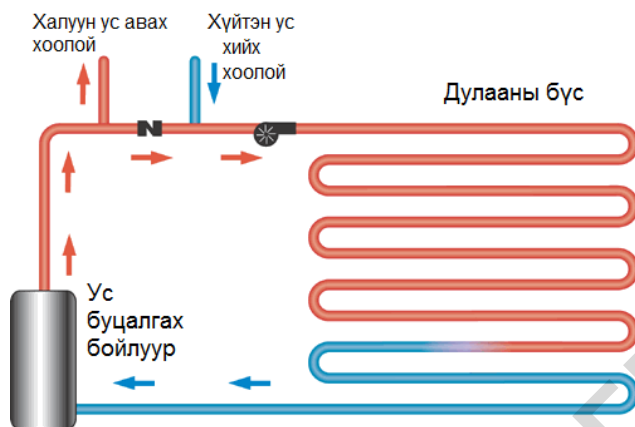 Халуун ус авах
хоолой
Хүйтэн ус
хийх
хоолой
Дулааны бүс
Ус
буцалгах
бойлуур